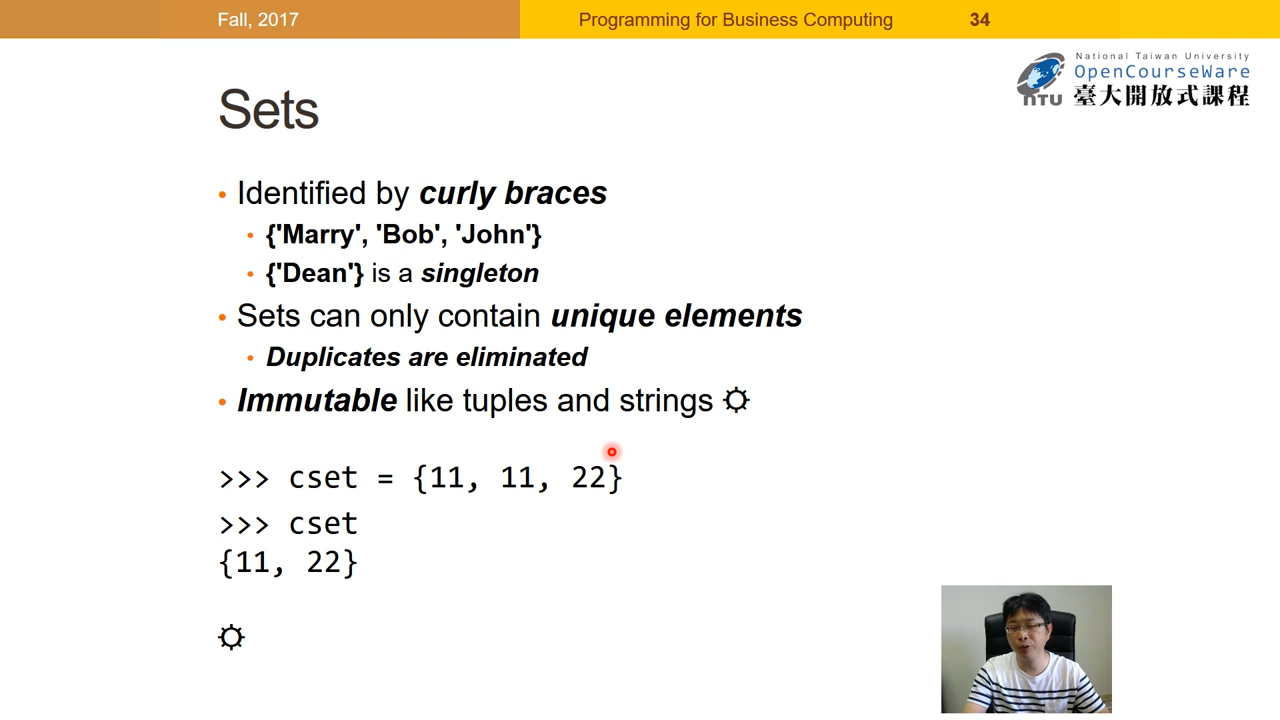 Fall, 2017
Programming for Business Computing 34
National Taiwan University
OpenCourseWare
NTU 臺大開放式課程
Sets
• Identified by curly braces
• {'Marry', 'Bob', 'John'}
• {'Dean'} is a singleton
• Sets can only contain unique elements
• Duplicates are eliminated
• Immutable like tuples and strings
>>> cset = {11, 11, 22}
>>> cset
{11, 22}